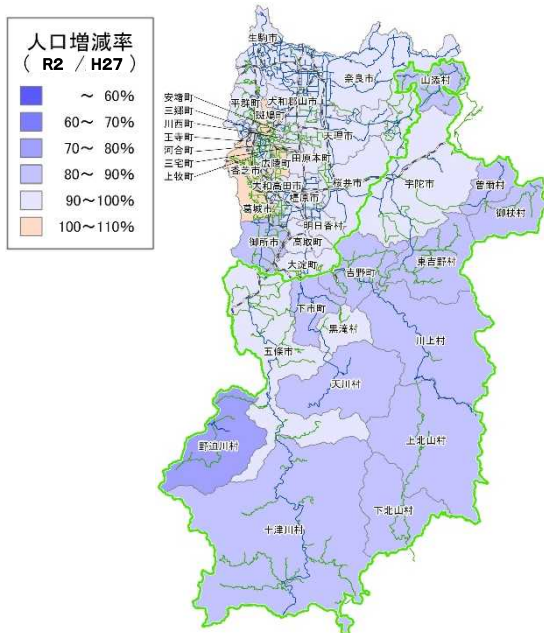 人口増減率
( R2 / H27 )
～ 60%
60～ 70%
70～ 80%
80～ 90%
90～100%
100～110%
生駒市
奈良市
山添村
安堵町
三郷町
川西町
王寺町
河合町
三宅町
上牧町
平群町
大和郡山市
斑鳩町
天理市
広陵町
田原本町
香芝市
大和高田市
桜井市
橿原市
葛城市
明日香村
御所市
高取町
大淀町
宇陀市
曽爾村
御杖村
東吉野村
吉野町
下市町
黒滝村
川上村
五條市
天川村
上北山村
野迫川村
下北山村
十津川村